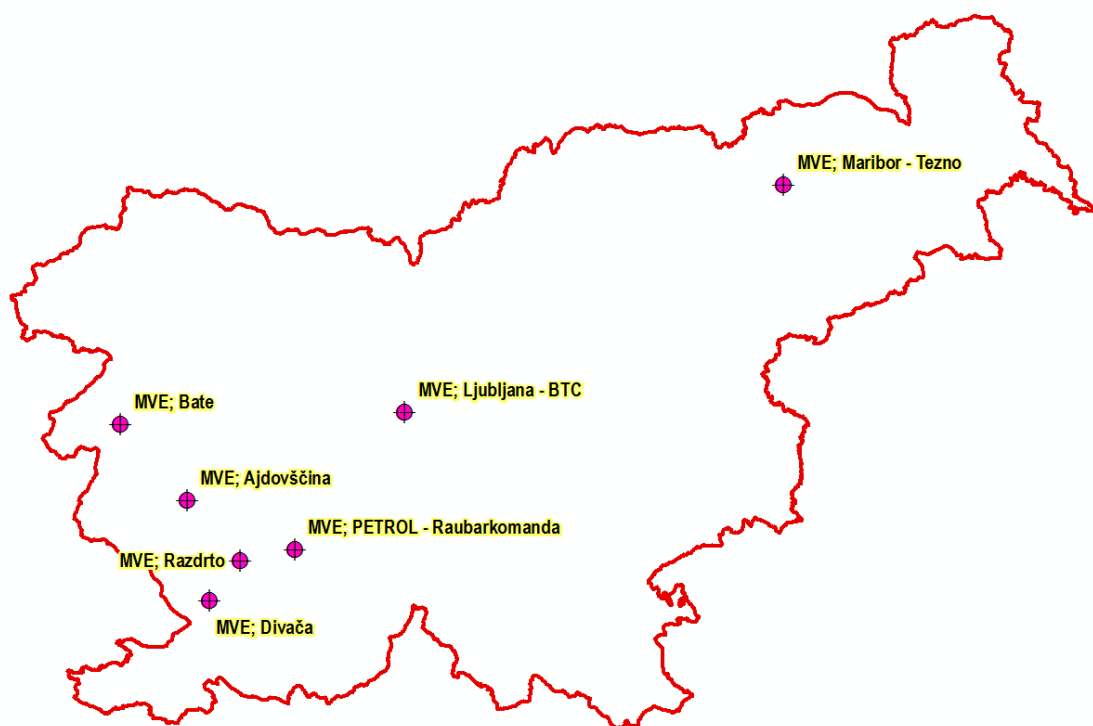 MVE; Maribor - Tezno
MVE; Ljubljana - BTC
MVE; Bate
MVE; Ajdovščina
MVE; PETROL - Raubarkomanda
MVE; Razdrto
MVE; Divača